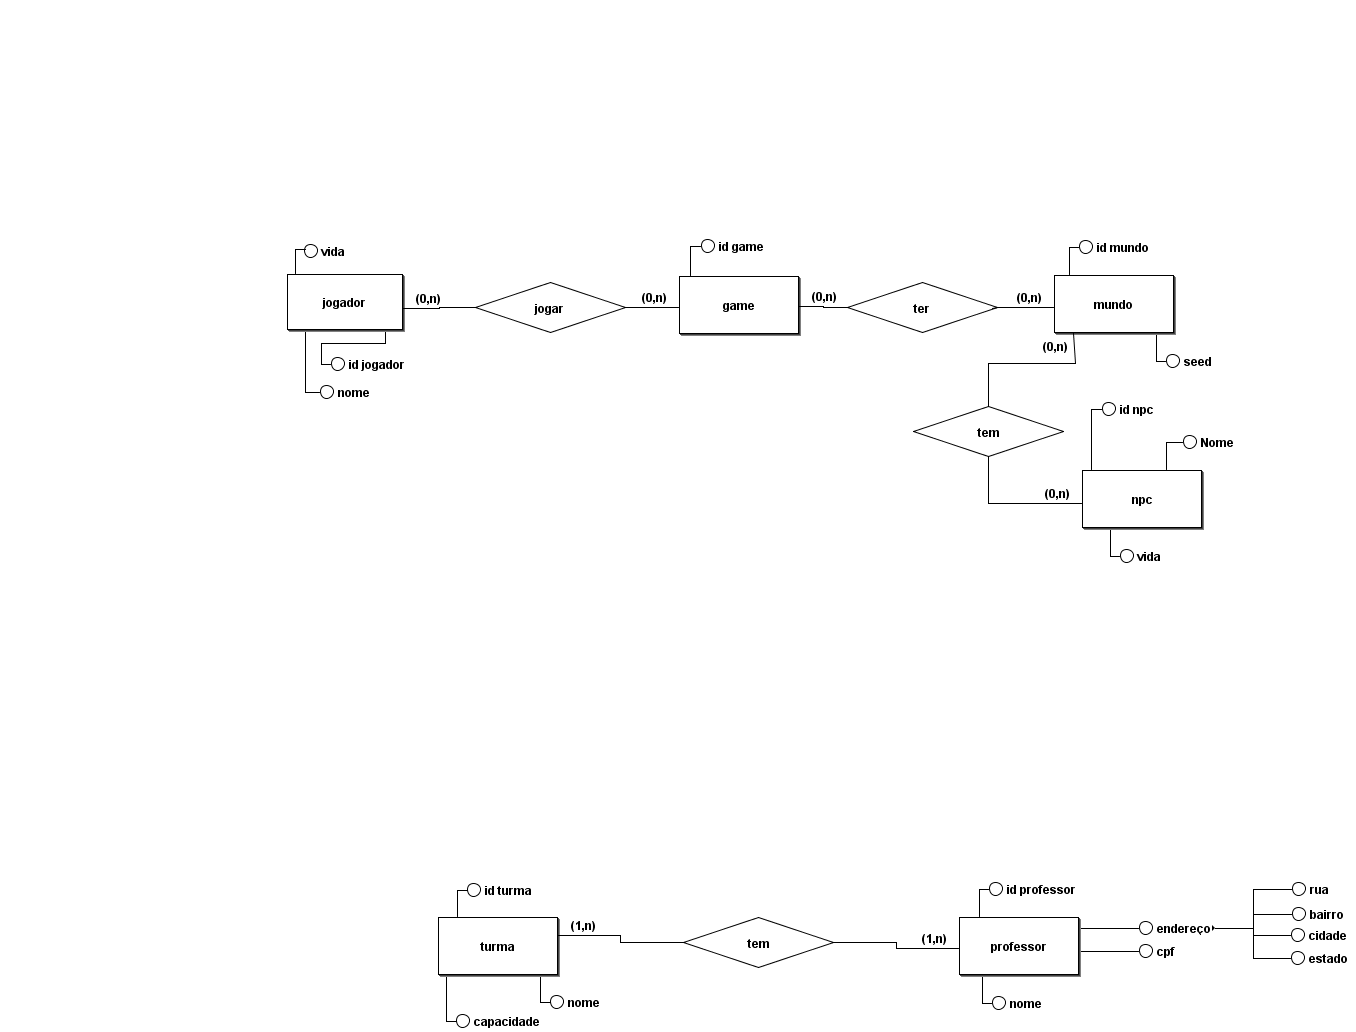 vida
jogador
(0,n)
jogar
(0,n)
id jogador
nome
id game
game
(0,n)
ter
(0,n)
id mundo
mundo
(0,n)
seed
tem
(0,n)
id npc
Nome
npc
vida
id turma
turma
(1,n)
nome
capacidade
tem
(1,n)
id professor
professor
nome
endereço
cpf
rua
bairro
cidade
estado